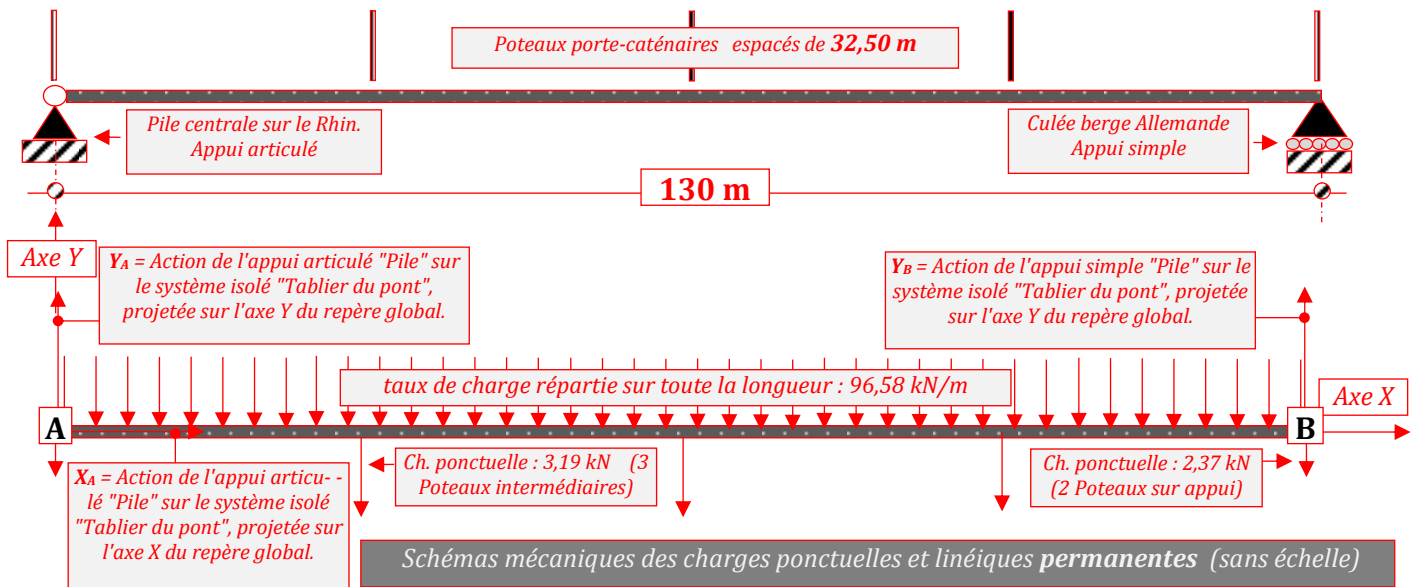 Poteaux porte-caténaires espacés de 32,50 m
Pile centrale sur le Rhin.
Appui articulé
Culée berge Allemande
Appui simple
130 m
Axe Y
YA = Action de l'appui articulé "Pile" sur
le système isolé "Tablier du pont",
projetée sur l'axe Y du repère global.
YB = Action de l'appui simple "Pile" sur le
système isolé "Tablier du pont", projetée
sur l'axe Y du repère global.
taux de charge répartie sur toute la longueur : 96,58 kN/m
Axe X
A
B
Ch. ponctuelle : 3,19 kN (3
Poteaux intermédiaires)
Ch. ponctuelle : 2,37 kN
(2 Poteaux sur appui)
XA = Action de l'appui articu- -
lé "Pile" sur le système isolé
"Tablier du pont", projetée sur
l'axe X du repère global.
Schémas mécaniques des charges ponctuelles et linéiques permanentes (sans échelle)